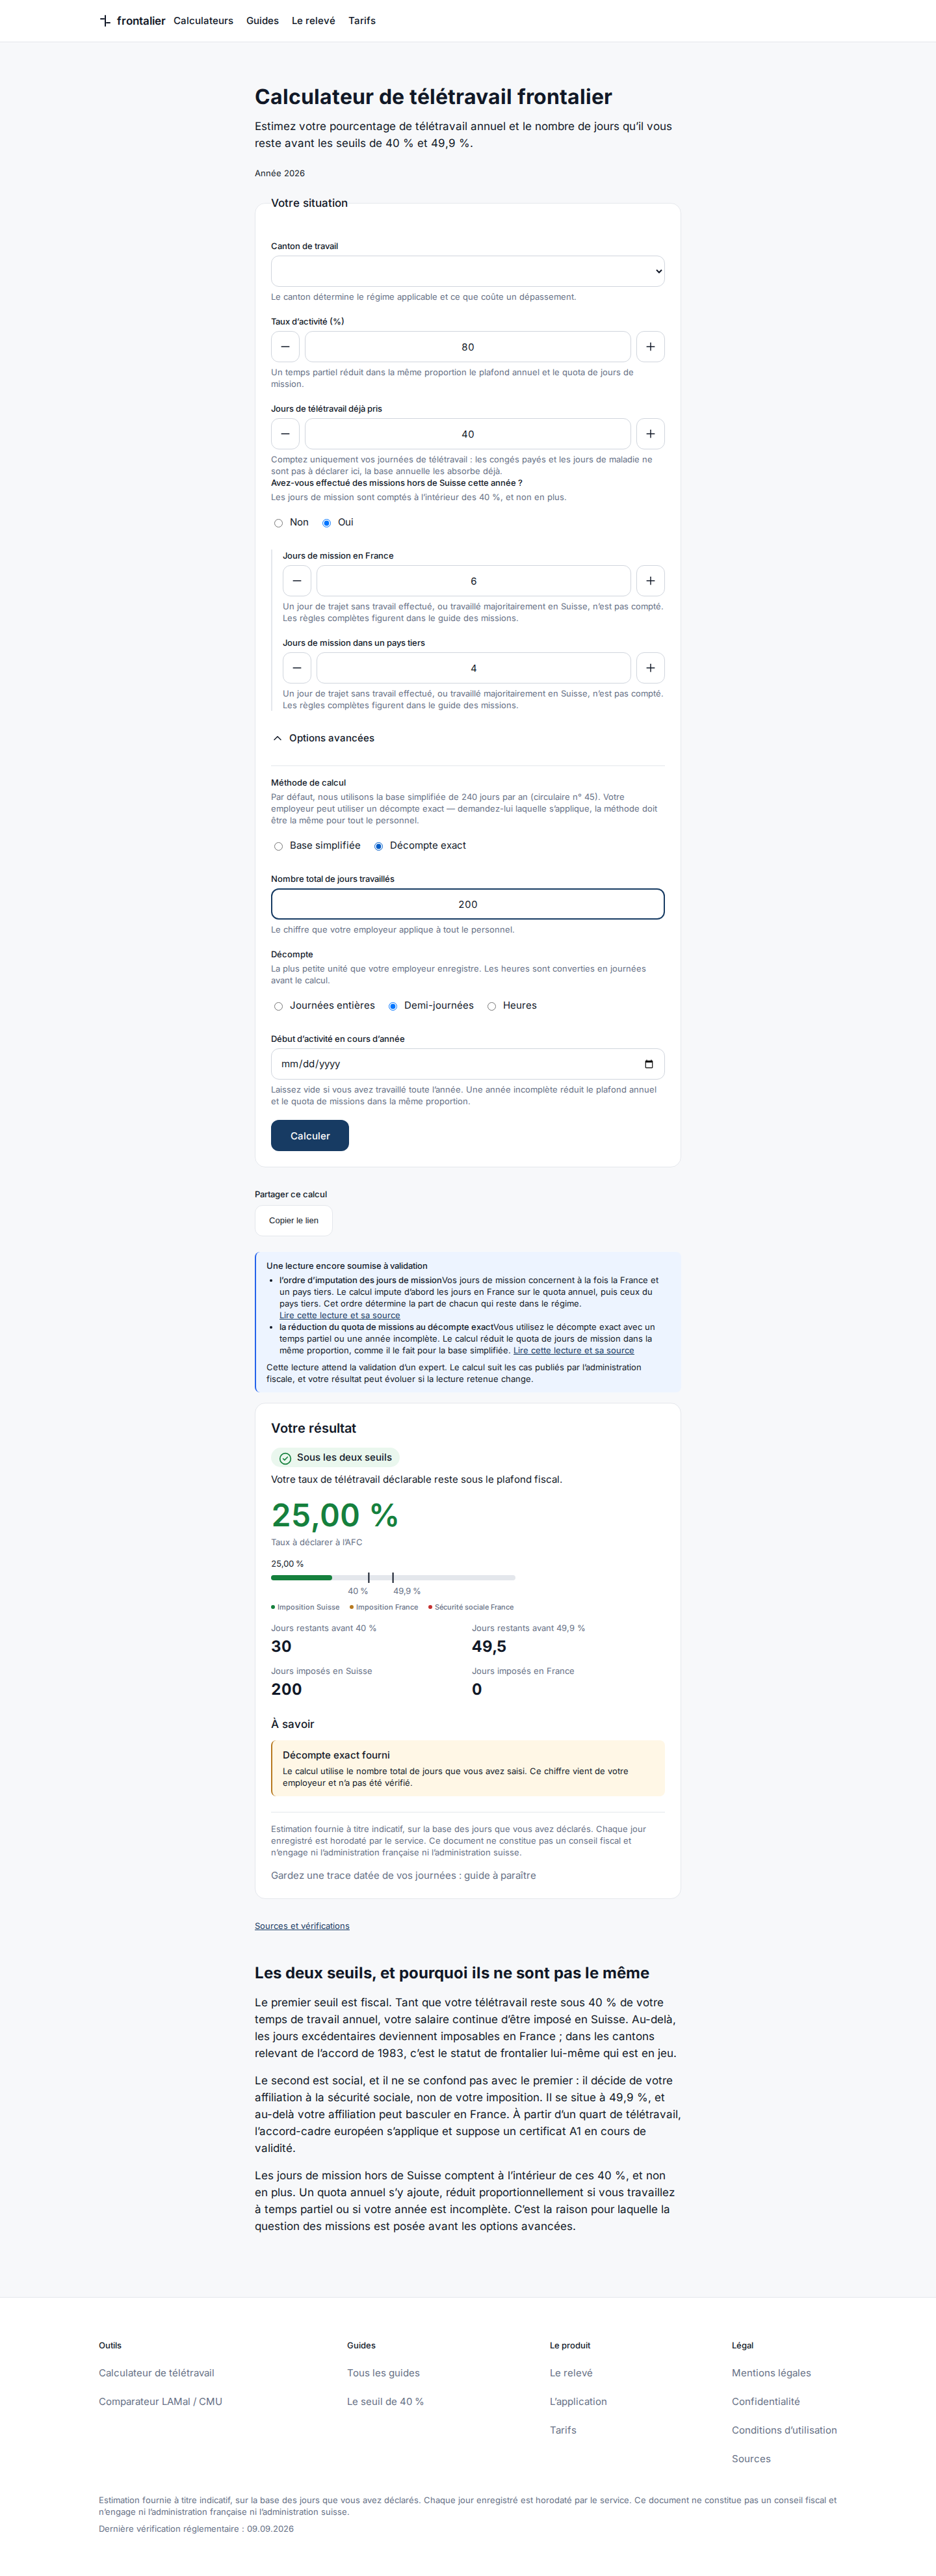 frontalier Calculateurs Guides Le relevé Tarifs
Calculateur de télétravail frontalier
Estimez votre pourcentage de télétravail annuel et le nombre de jours qu’il vous
reste avant les seuils de 40 % et 49,9 %.
Année 2026
Votre situation
Canton de travail
Le canton détermine le régime applicable et ce que coûte un dépassement.
Taux d’activité (%)
80
Un temps partiel réduit dans la même proportion le plafond annuel et le quota de jours de
mission.
Jours de télétravail déjà pris
40
Comptez uniquement vos journées de télétravail : les congés payés et les jours de maladie ne
sont pas à déclarer ici, la base annuelle les absorbe déjà.
Avez-vous effectué des missions hors de Suisse cette année ?
Les jours de mission sont comptés à l’intérieur des 40 %, et non en plus.
Non Oui
Jours de mission en France
6
Un jour de trajet sans travail effectué, ou travaillé majoritairement en Suisse, n’est pas compté.
Les règles complètes figurent dans le guide des missions.
Jours de mission dans un pays tiers
4
Un jour de trajet sans travail effectué, ou travaillé majoritairement en Suisse, n’est pas compté.
Les règles complètes figurent dans le guide des missions.
Options avancées
Méthode de calcul
Par défaut, nous utilisons la base simplifiée de 240 jours par an (circulaire n° 45). Votre
employeur peut utiliser un décompte exact — demandez-lui laquelle s’applique, la méthode doit
être la même pour tout le personnel.
Base simplifiée Décompte exact
Nombre total de jours travaillés
200
Le chiffre que votre employeur applique à tout le personnel.
Décompte
La plus petite unité que votre employeur enregistre. Les heures sont converties en journées
avant le calcul.
Journées entières Demi-journées Heures
Début d’activité en cours d’année
mm/dd/yyyy
Laissez vide si vous avez travaillé toute l’année. Une année incomplète réduit le plafond annuel
et le quota de missions dans la même proportion.
Calculer
Partager ce calcul
Copier le lien
Une lecture encore soumise à validation
l’ordre d’imputation des jours de missionVos jours de mission concernent à la fois la France et
un pays tiers. Le calcul impute d’abord les jours en France sur le quota annuel, puis ceux du
pays tiers. Cet ordre détermine la part de chacun qui reste dans le régime.
Lire cette lecture et sa source
la réduction du quota de missions au décompte exactVous utilisez le décompte exact avec un
temps partiel ou une année incomplète. Le calcul réduit le quota de jours de mission dans la
même proportion, comme il le fait pour la base simplifiée. Lire cette lecture et sa source
Cette lecture attend la validation d’un expert. Le calcul suit les cas publiés par l’administration
fiscale, et votre résultat peut évoluer si la lecture retenue change.
Votre résultat
Sous les deux seuils
Votre taux de télétravail déclarable reste sous le plafond fiscal.
25,00 %
Taux à déclarer à l’AFC
25,00 %
40 % 49,9 %
Imposition Suisse Imposition France Sécurité sociale France
Jours restants avant 40 % Jours restants avant 49,9 %
30 49,5
Jours imposés en Suisse Jours imposés en France
200 0
À savoir
Décompte exact fourni
Le calcul utilise le nombre total de jours que vous avez saisi. Ce chiffre vient de votre
employeur et n’a pas été vérifié.
Estimation fournie à titre indicatif, sur la base des jours que vous avez déclarés. Chaque jour
enregistré est horodaté par le service. Ce document ne constitue pas un conseil fiscal et
n’engage ni l’administration française ni l’administration suisse.
Gardez une trace datée de vos journées : guide à paraître
Sources et vérifications
Les deux seuils, et pourquoi ils ne sont pas le même
Le premier seuil est fiscal. Tant que votre télétravail reste sous 40 % de votre
temps de travail annuel, votre salaire continue d’être imposé en Suisse. Au-delà,
les jours excédentaires deviennent imposables en France ; dans les cantons
relevant de l’accord de 1983, c’est le statut de frontalier lui-même qui est en jeu.
Le second est social, et il ne se confond pas avec le premier : il décide de votre
affiliation à la sécurité sociale, non de votre imposition. Il se situe à 49,9 %, et
au-delà votre affiliation peut basculer en France. À partir d’un quart de télétravail,
l’accord-cadre européen s’applique et suppose un certificat A1 en cours de
validité.
Les jours de mission hors de Suisse comptent à l’intérieur de ces 40 %, et non
en plus. Un quota annuel s’y ajoute, réduit proportionnellement si vous travaillez
à temps partiel ou si votre année est incomplète. C’est la raison pour laquelle la
question des missions est posée avant les options avancées.
Outils Guides Le produit Légal
Calculateur de télétravail Tous les guides Le relevé Mentions légales
Comparateur LAMal / CMU Le seuil de 40 % L’application Confidentialité
Tarifs Conditions d’utilisation
Sources
Estimation fournie à titre indicatif, sur la base des jours que vous avez déclarés. Chaque jour enregistré est horodaté par le service. Ce document ne constitue pas un conseil fiscal et
n’engage ni l’administration française ni l’administration suisse.
Dernière vérification réglementaire : 09.09.2026